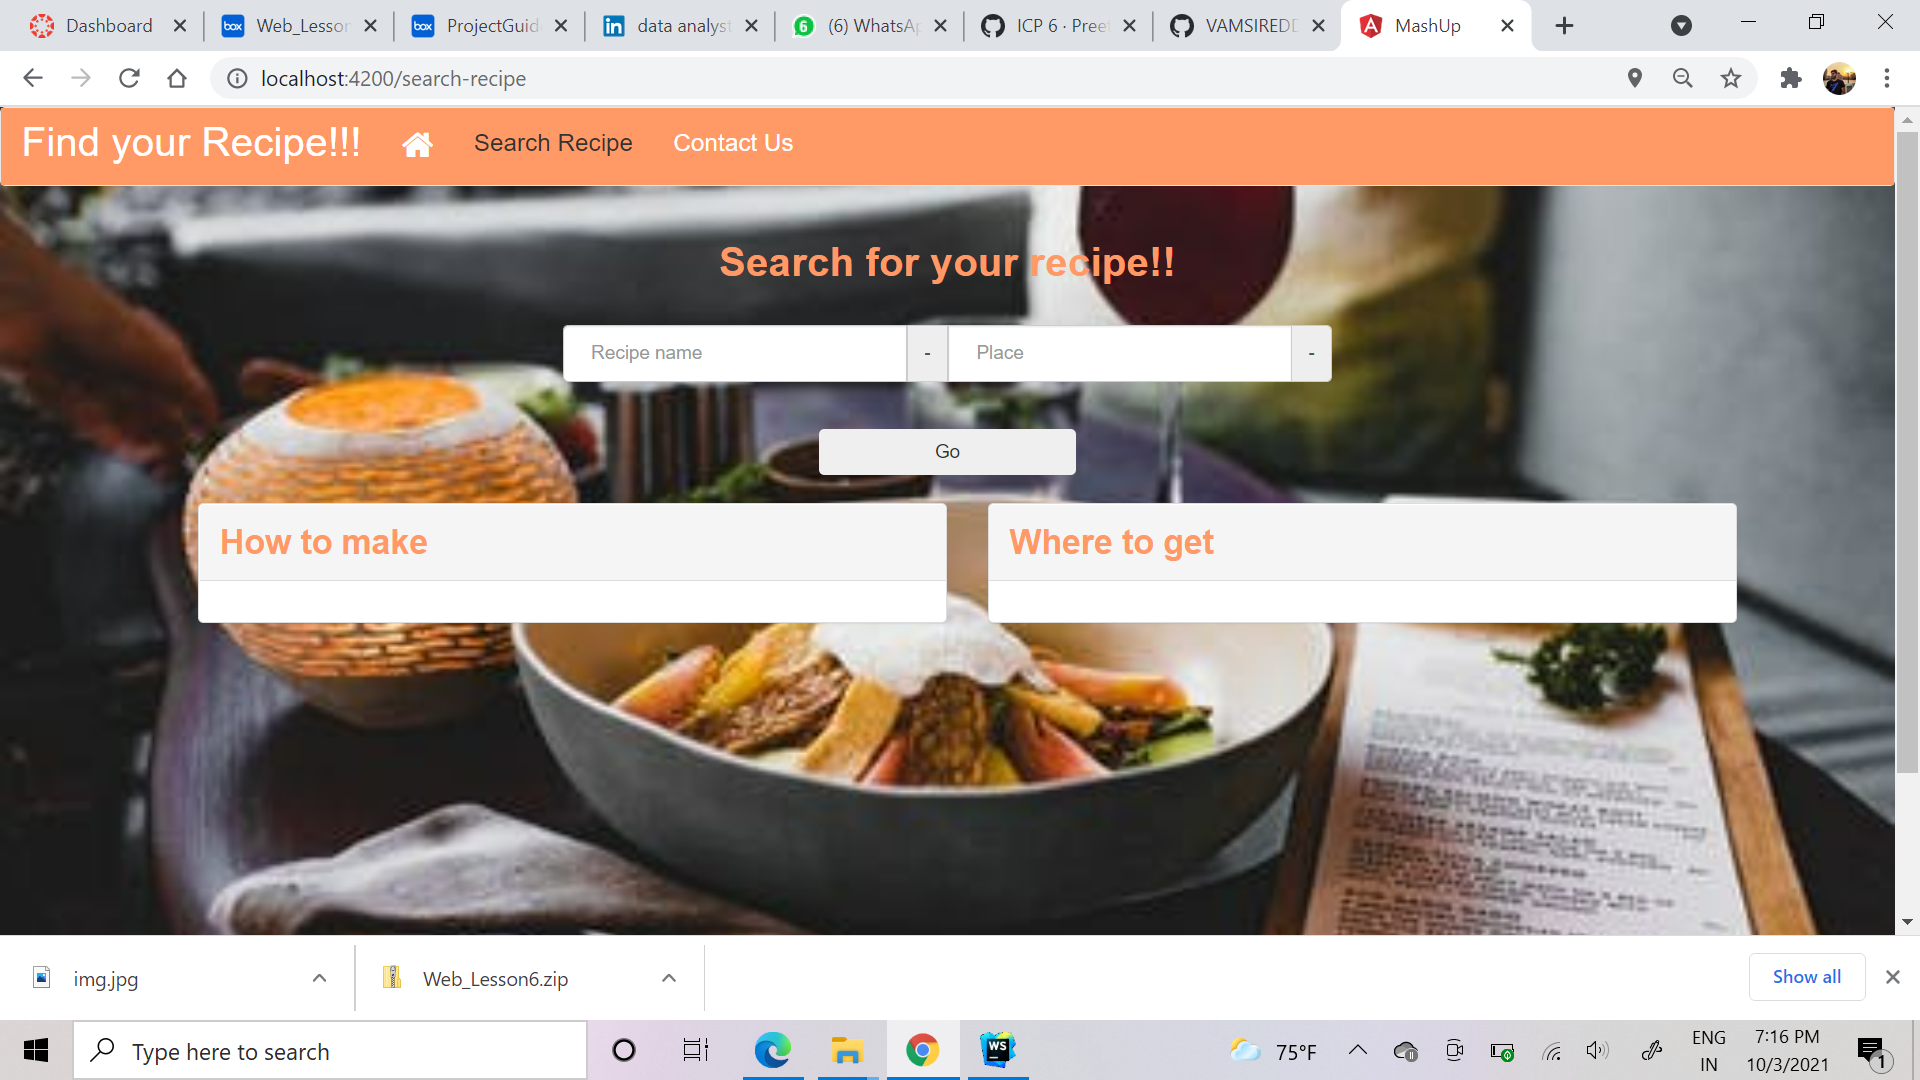 Dashboard
Web_Lesson
ProjectGuid
data analyst
(6) WhatsAp
ICP 6 · Preet
VAMSIREDD
MashUp
localhost:4200/search-recipe
Find your Recipe!!!
Search Recipe
Contact Us
Search for your recipe!!
Recipe name
-
Place
-
Go
How to make
Where to get
img.jpg
Web_Lesson6.zip
Show all
Type here to search
WS
75°F
ENG
IN
7:16 PM
10/3/2021
1